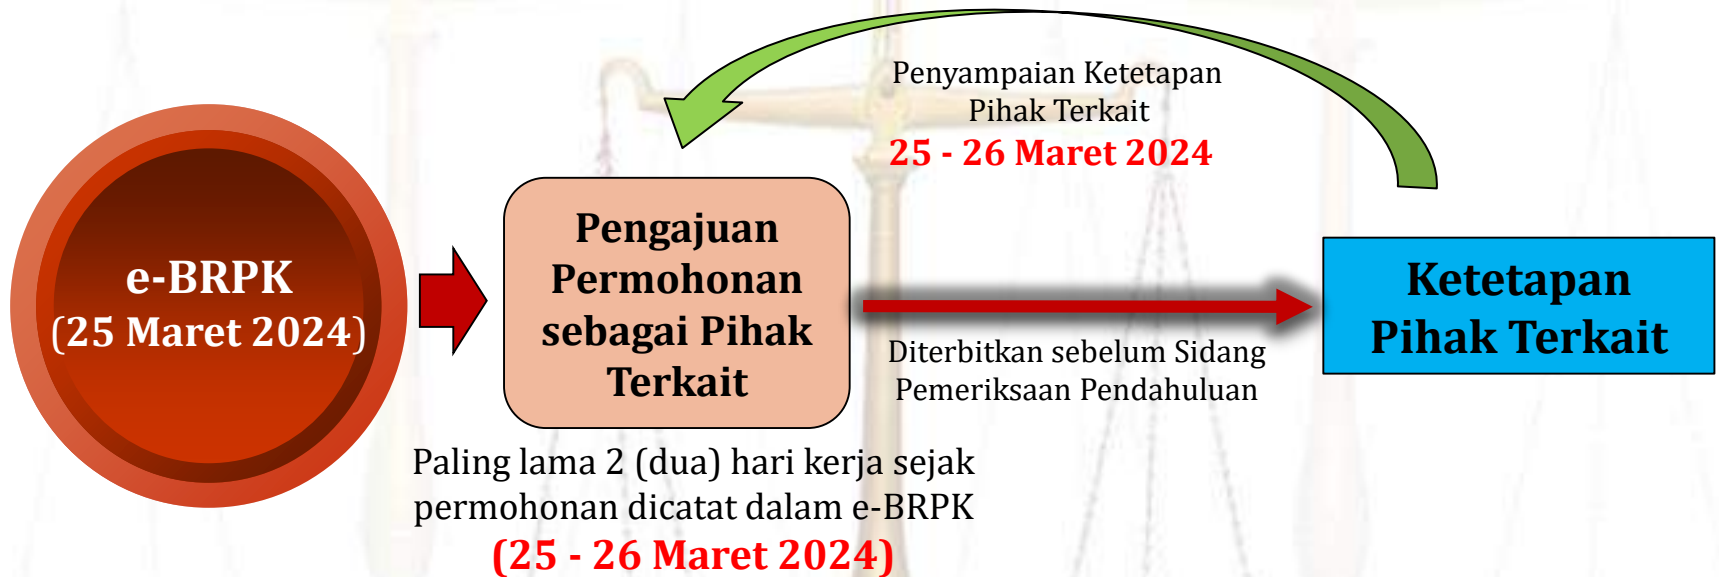 e-BRPK
(25 Maret 2024)
Pengajuan
Permohonan
sebagai Pihak
Terkait
Paling lama 2 (dua) hari kerja sejak
permohonan dicatat dalam e-BRPK
(25 - 26 Maret 2024)
Penyampaian Ketetapan
Pihak Terkait
25 - 26 Maret 2024
Diterbitkan sebelum Sidang
Pemeriksaan Pendahuluan
Ketetapan
Pihak Terkait